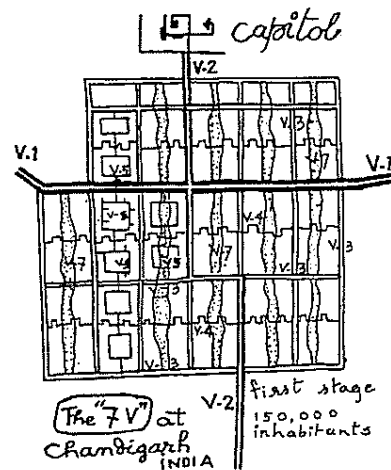 capitol
V-2
V-3
V-1
V-5
V-7
V-1
V-5
V-4
V-3
V-7
V-5
V-5
V-7
V-3
3
V-4
V-3
V-2
first stage
150,000
inhabitants
The "7 V" at
Chandigarh
INDIA